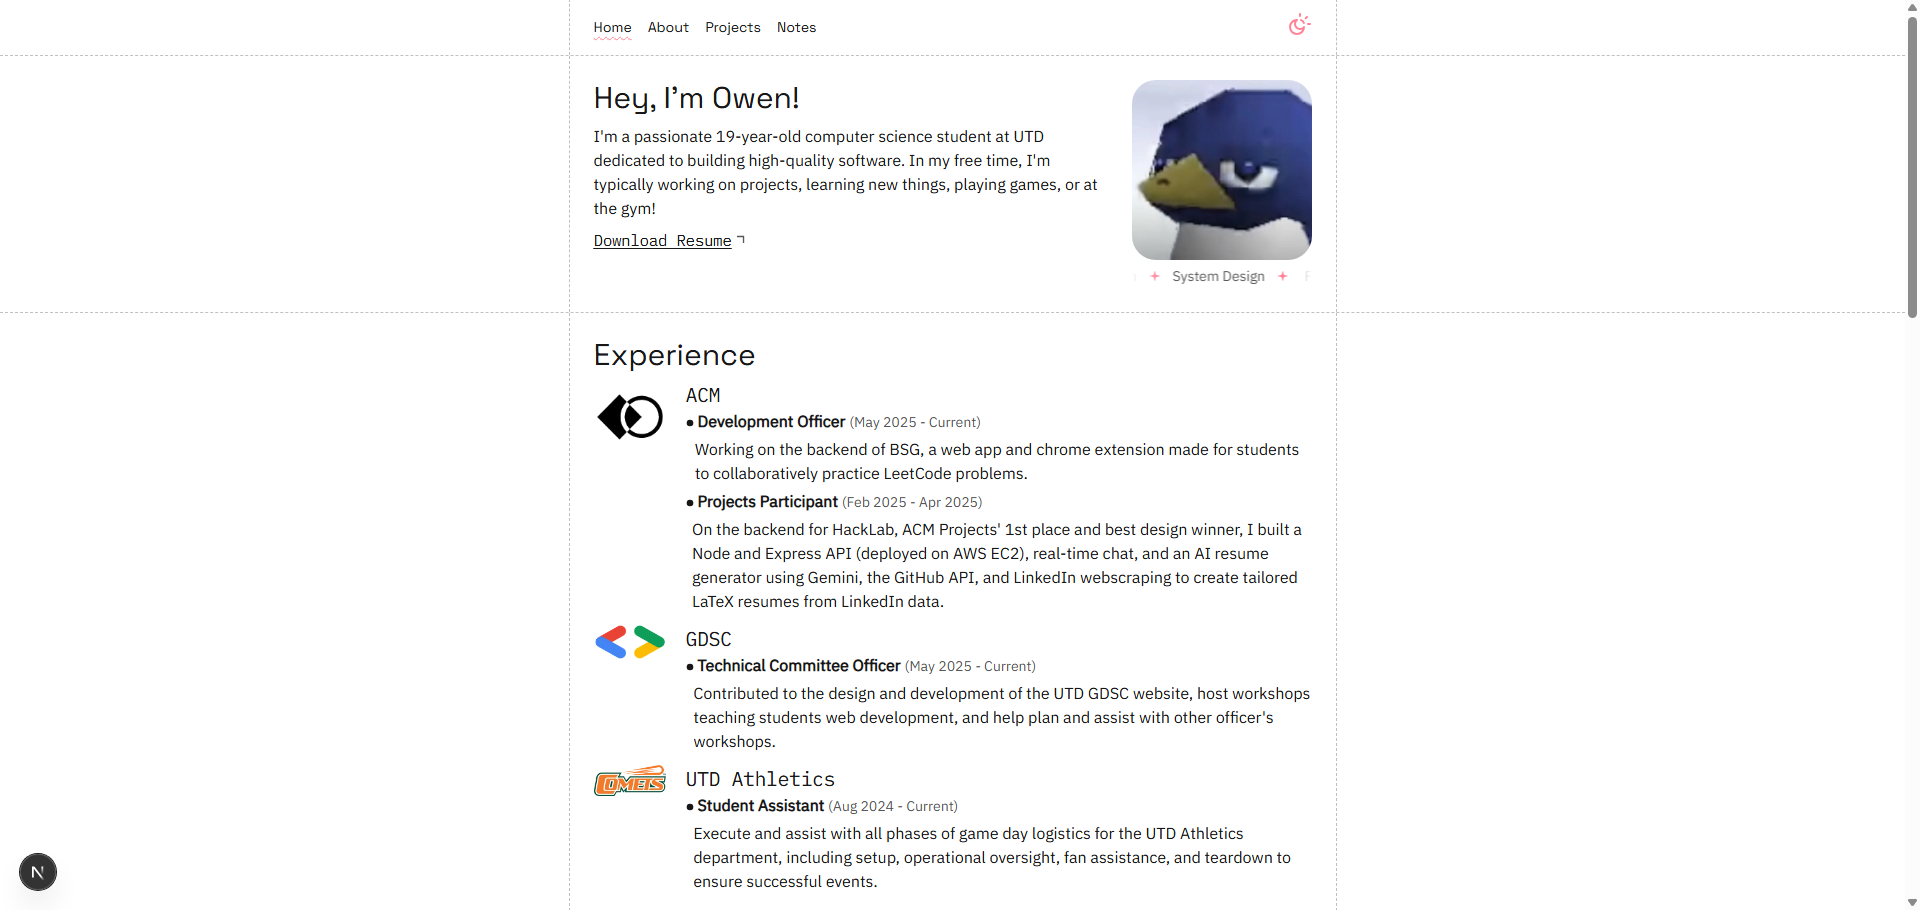 Home About Projects Notes
Hey, I'm Owen!
I'm a passionate 19-year-old computer science student at UTD
dedicated to building high-quality software. In my free time, I'm
typically working on projects, learning new things, playing games, or at
the gym!
Download Resume
System Design
Experience
ACM
• Development Officer (May 2025 - Current)
Working on the backend of BSG, a web app and chrome extension made for students
to collaboratively practice LeetCode problems.
• Projects Participant (Feb 2025 - Apr 2025)
On the backend for HackLab, ACM Projects' 1st place and best design winner, I built a
Node and Express API (deployed on AWS EC2), real-time chat, and an AI resume
generator using Gemini, the GitHub API, and LinkedIn webscraping to create tailored
LaTeX resumes from LinkedIn data.
GDSC
• Technical Committee Officer (May 2025 - Current)
Contributed to the design and development of the UTD GDSC website, host workshops
teaching students web development, and help plan and assist with other officer's
workshops.
COMETS
UTD Athletics
• Student Assistant (Aug 2024 - Current)
Execute and assist with all phases of game day logistics for the UTD Athletics
department, including setup, operational oversight, fan assistance, and teardown to
ensure successful events.
N